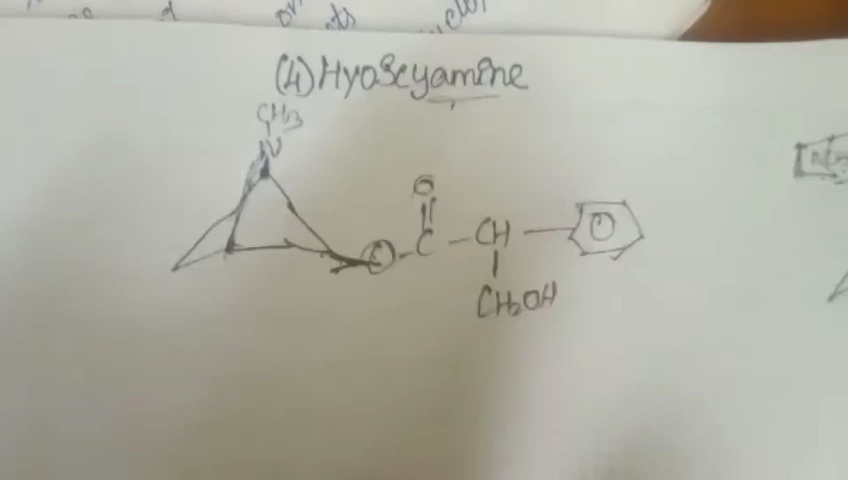 (4) Hyoscyamine
CH3
N
O
O - C - CH -
CH2OH